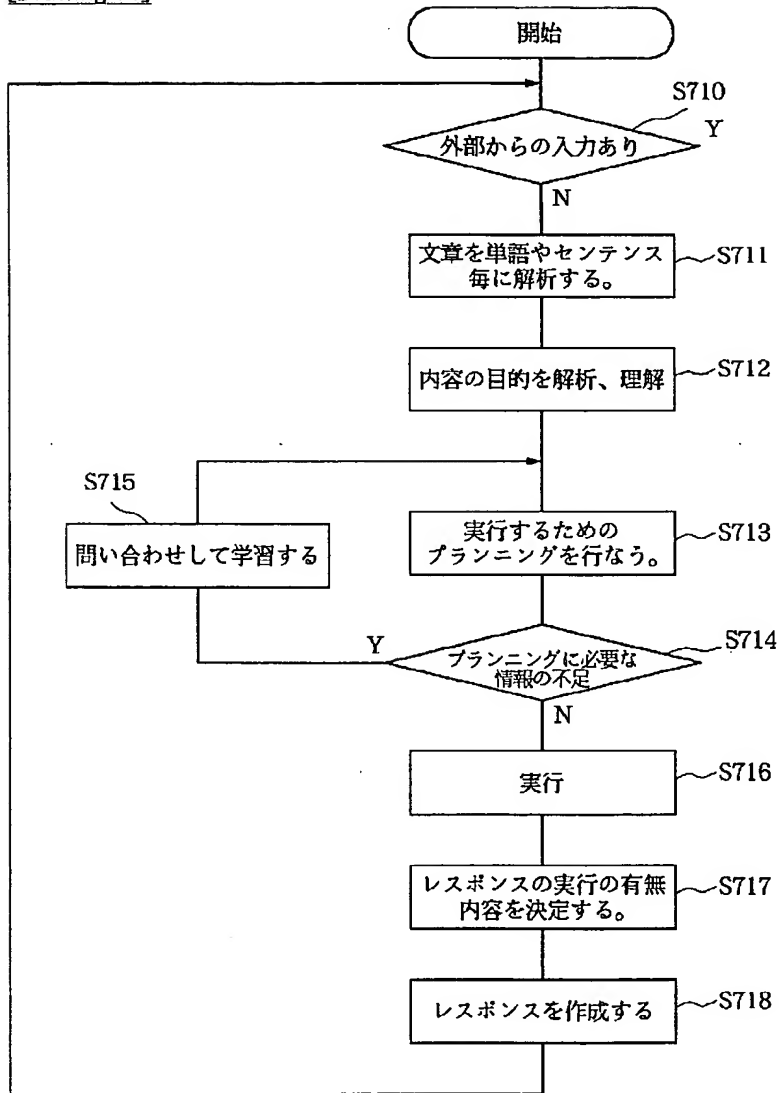 開始
S710
外部からの入力あり
Y
N
文章を単語やセンテンス
毎に解析する。
S711
内容の目的を解析、理解
S712
S715
問い合わせして学習する
実行するための
プランニングを行なう。
S713
Y
プランニングに必要な
情報の不足
S714
N
実行
S716
レスポンスの実行の有無
内容を決定する。
S717
レスポンスを作成する
S718